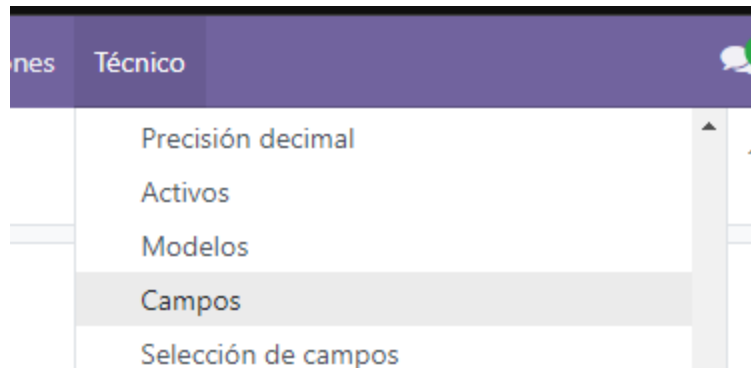 nes Técnico
Precisión decimal
Activos
Modelos
Campos
Selección de campos